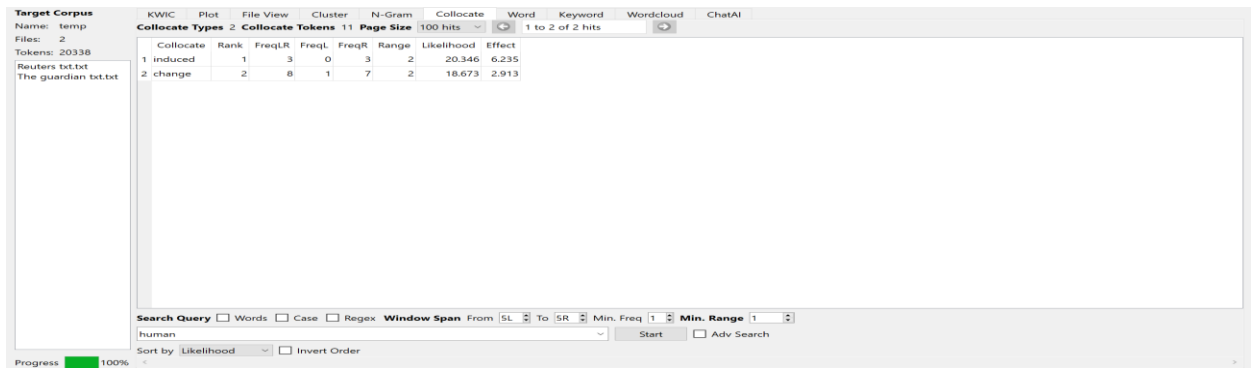 Target Corpus
Name: temp
Files: 2
Tokens: 20338
Reuters txt.txt
The guardian txt.txt
Progress 100%
KWIC Plot File View Cluster N-Gram Collocate Word Keyword Wordcloud ChatAI
Collocate Types 2 Collocate Tokens 11 Page Size 100 hits 1 to 2 of 2 hits
Collocate Rank FreqLR FreqL FreqR Range Likelihood Effect
1 induced 1 3 0 3 2 20.346 6.235
2 change 2 8 1 7 2 18.673 2.913
Search Query Words Case Regex Window Span From 5L To 5R Min. Freq 1 Min. Range 1
human Start Adv Search
Sort by Likelihood Invert Order